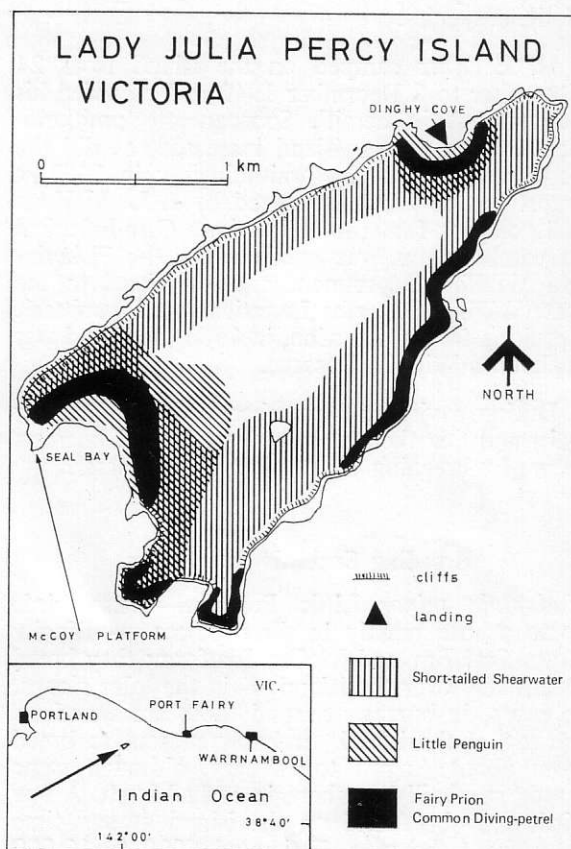 LADY JULIA PERCY ISLAND
VICTORIA
DINGHY COVE
0 1 km
NORTH
SEAL BAY
McCOY PLATFORM
cliffs
landing
Short-tailed Shearwater
Little Penguin
Fairy Prion
Common Diving-petrel
VIC.
PORTLAND
PORT FAIRY
WARRNAMBOOL
Indian Ocean
38°40'
142°00'